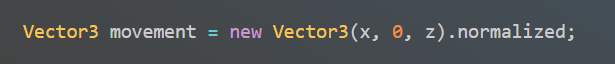 Vector3 movement = new Vector3(x, 0, z).normalized;